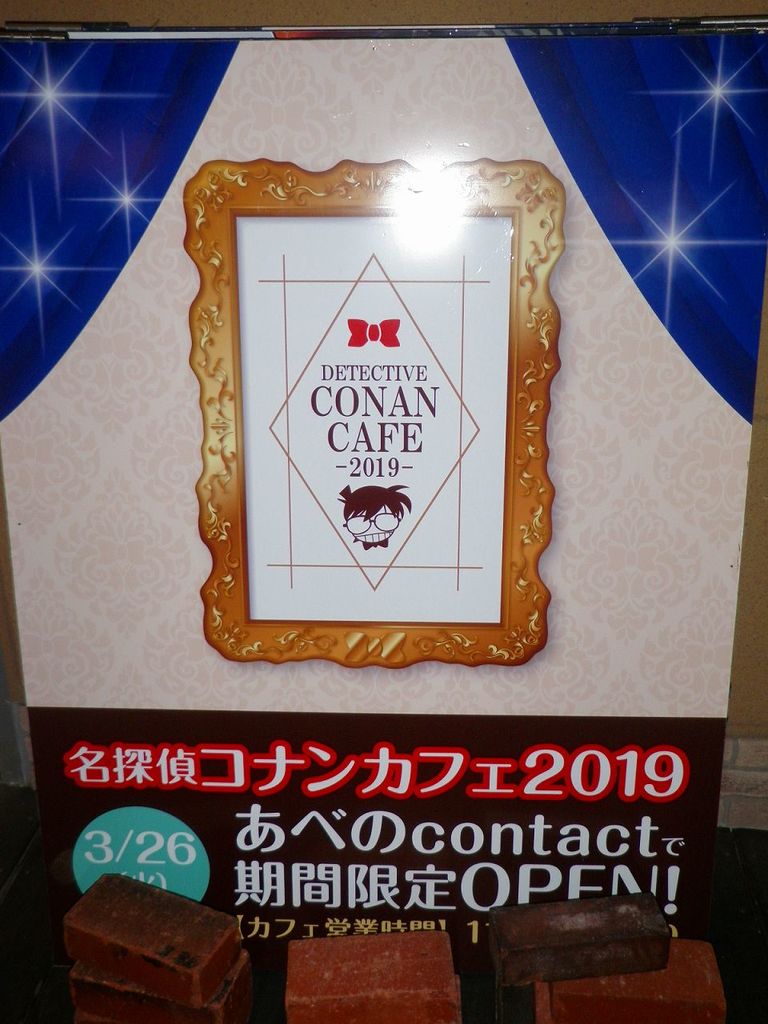 DETECTIVE
CONAN
CAFE
-2019-
名探偵コナンカフェ2019
3/26
(火)
あべのcontactで
期間限定OPEN!
【カフェ営業時間】1